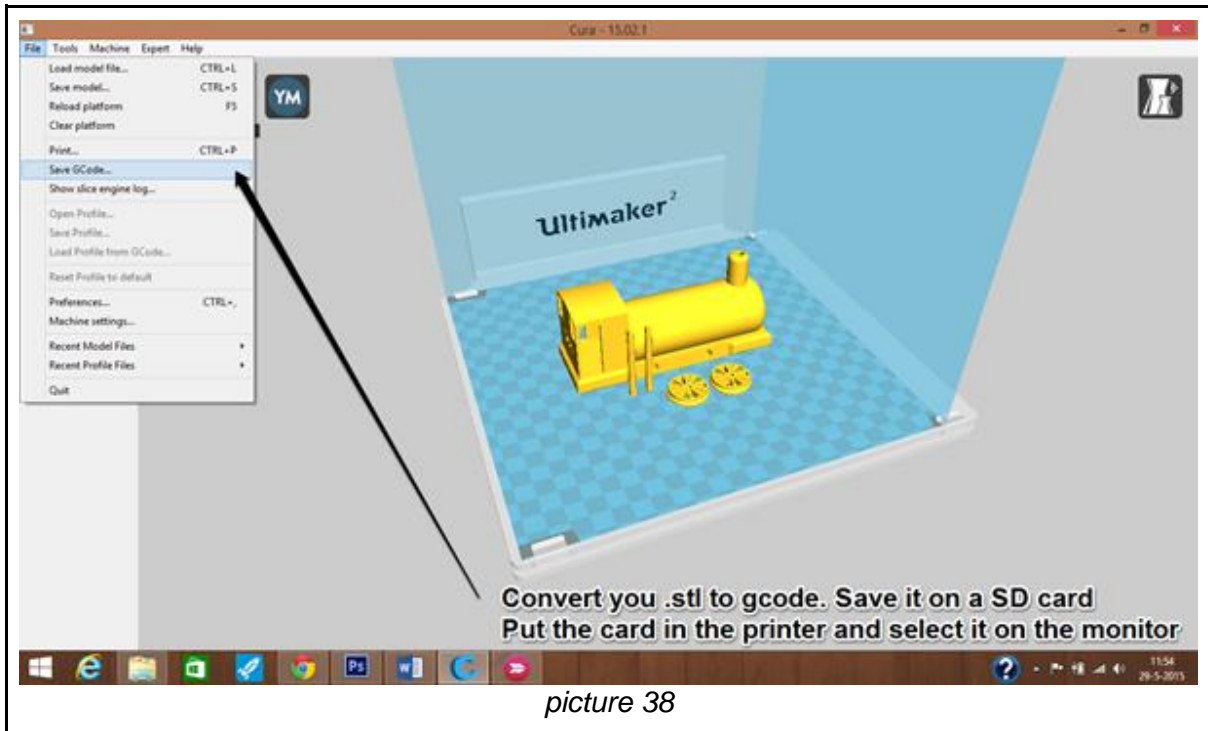 Cura - 15.02.1
File Tools Machine Expert Help
Load model file... CTRL+L
Save model... CTRL+S
Reload platform F5
Clear platform
Print... CTRL+P
Save GCode...
Show slice engine log...
Open Profile...
Save Profile...
Load Profile from GCode...
Reset Profile to default
Preferences... CTRL+,
Machine settings...
Recent Model Files
Recent Profile Files
Quit
YM
Ultimaker²
Convert you .stl to gcode. Save it on a SD card
Put the card in the printer and select it on the monitor
Ps
11:54
29-5-2015
picture 38